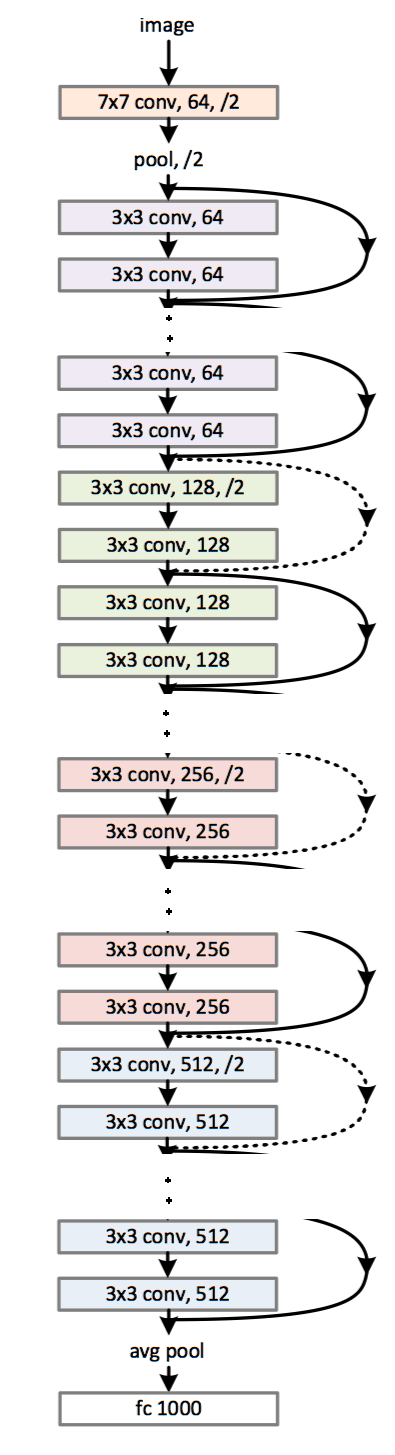 image
7x7 conv, 64, /2
pool, /2
3x3 conv, 64
3x3 conv, 64
3x3 conv, 64
3x3 conv, 64
3x3 conv, 128, /2
3x3 conv, 128
3x3 conv, 128
3x3 conv, 128
3x3 conv, 256, /2
3x3 conv, 256
3x3 conv, 256
3x3 conv, 256
3x3 conv, 512, /2
3x3 conv, 512
3x3 conv, 512
3x3 conv, 512
avg pool
fc 1000